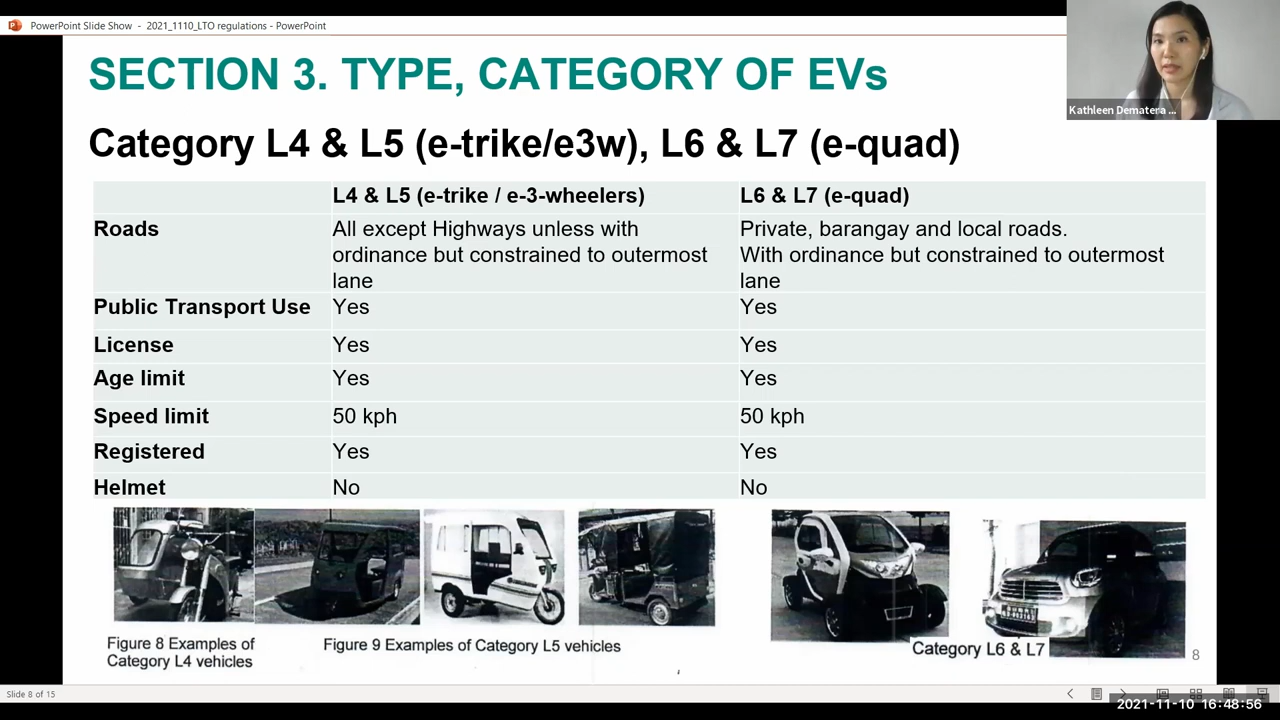 PowerPoint Slide Show - 2021_1110_LTO regulations - PowerPoint
Kathleen Dematera ...
SECTION 3. TYPE, CATEGORY OF EVs
Category L4 & L5 (e-trike/e3w), L6 & L7 (e-quad)
L4 & L5 (e-trike / e-3-wheelers) L6 & L7 (e-quad)
Roads All except Highways unless with Private, barangay and local roads.
ordinance but constrained to outermost With ordinance but constrained to outermost
lane lane
Public Transport Use Yes Yes
License Yes Yes
Age limit Yes Yes
Speed limit 50 kph 50 kph
Registered Yes Yes
Helmet No No
Figure 8 Examples of
Category L4 vehicles
Figure 9 Examples of Category L5 vehicles
Category L6 & L7
8
Slide 8 of 15
2021-11-10 16:48:56